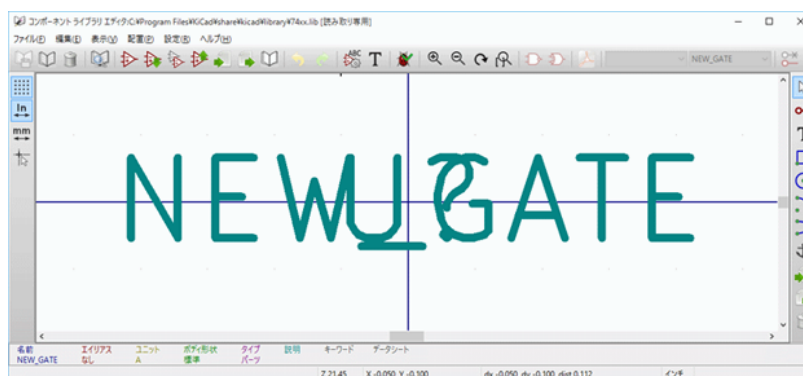 コンポーネント ライブラリ エディタ: C:¥Program Files¥KiCad¥share¥kicad¥library¥74xx.lib [読み取り専用]
ファイル(F) 編集(E) 表示(V) 配置(P) 設定(R) ヘルプ(H)
ABC T NEW_GATE
In
mm
NEW_GATE
U?
名前 エイリアス ユニット ボディ形状 タイプ 説明 キーワード データシート
NEW_GATE なし A 標準 パーツ
Z 21.45 X -0.050 Y -0.100 dx -0.050 dy -0.100 dist 0.112 インチ